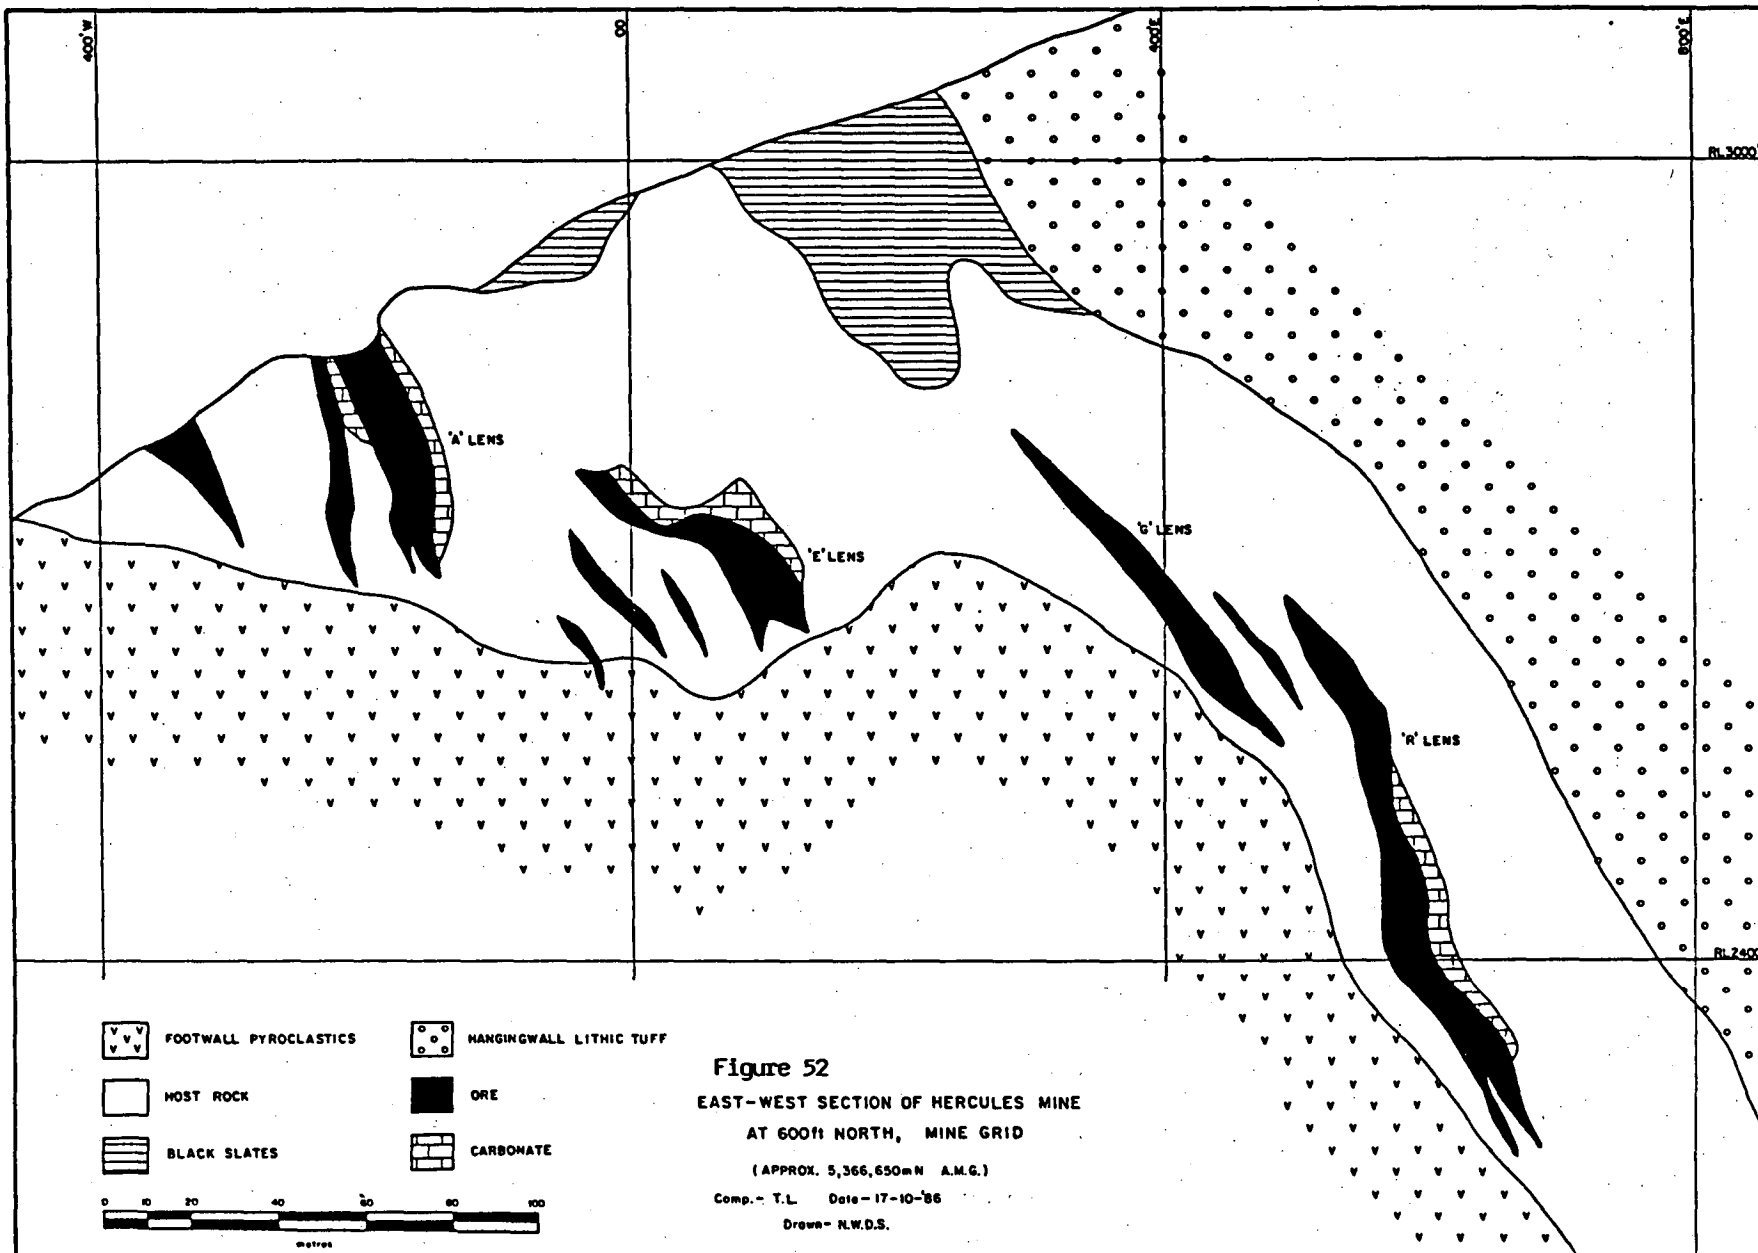 400'W
00
400'E
800'E
RL3000'
'A' LENS
'G' LENS
'E' LENS
'R' LENS
RL2400
FOOTWALL PYROCLASTICS
HANGINGWALL LITHIC TUFF
HOST ROCK
ORE
BLACK SLATES
CARBONATE
0 10 20 40 60 80 100
metres
Figure 52
EAST-WEST SECTION OF HERCULES MINE
AT 600ft NORTH, MINE GRID
(APPROX. 5,366,650mN A.M.G.)
Comp.- T.L. Date-17-10-'86
Drawn- N.W.D.S.